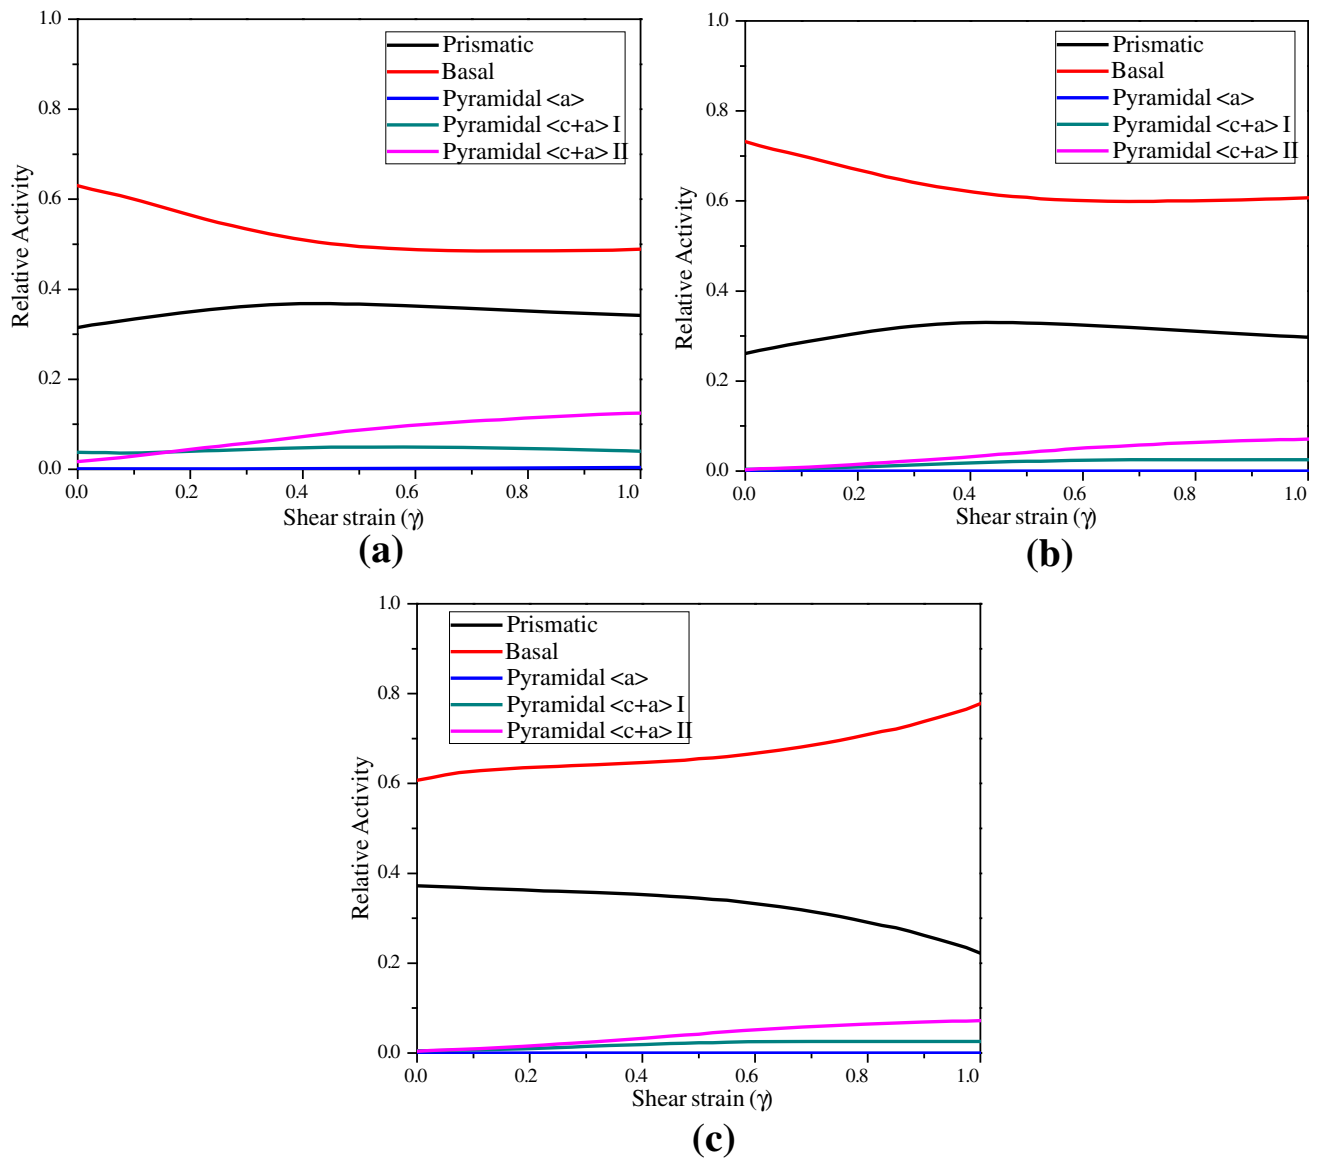 1.0
0.8
0.6
0.4
0.2
0.0
Relative Activity
Prismatic
Basal
Pyramidal <a>
Pyramidal <c+a> I
Pyramidal <c+a> II
0.0 0.2 0.4 0.6 0.8 1.0
Shear strain (γ)
(a)
1.0
0.8
0.6
0.4
0.2
0.0
Relative Activity
Prismatic
Basal
Pyramidal <a>
Pyramidal <c+a> I
Pyramidal <c+a> II
0.0 0.2 0.4 0.6 0.8 1.0
Shear strain (γ)
(b)
1.0
0.8
0.6
0.4
0.2
0.0
Relative Activity
Prismatic
Basal
Pyramidal <a>
Pyramidal <c+a> I
Pyramidal <c+a> II
0.0 0.2 0.4 0.6 0.8 1.0
Shear strain (γ)
(c)